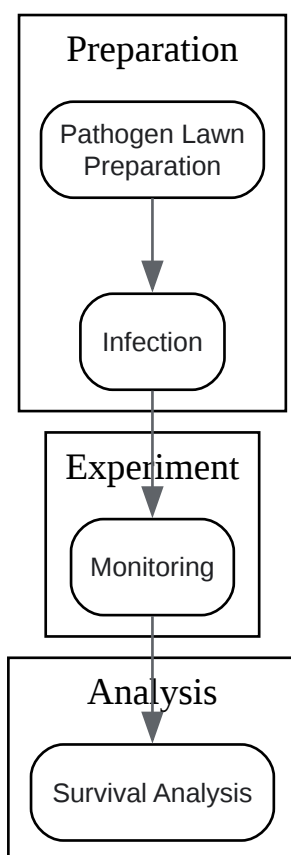 Preparation
Pathogen Lawn
Preparation
Infection
Experiment
Monitoring
Analysis
Survival Analysis